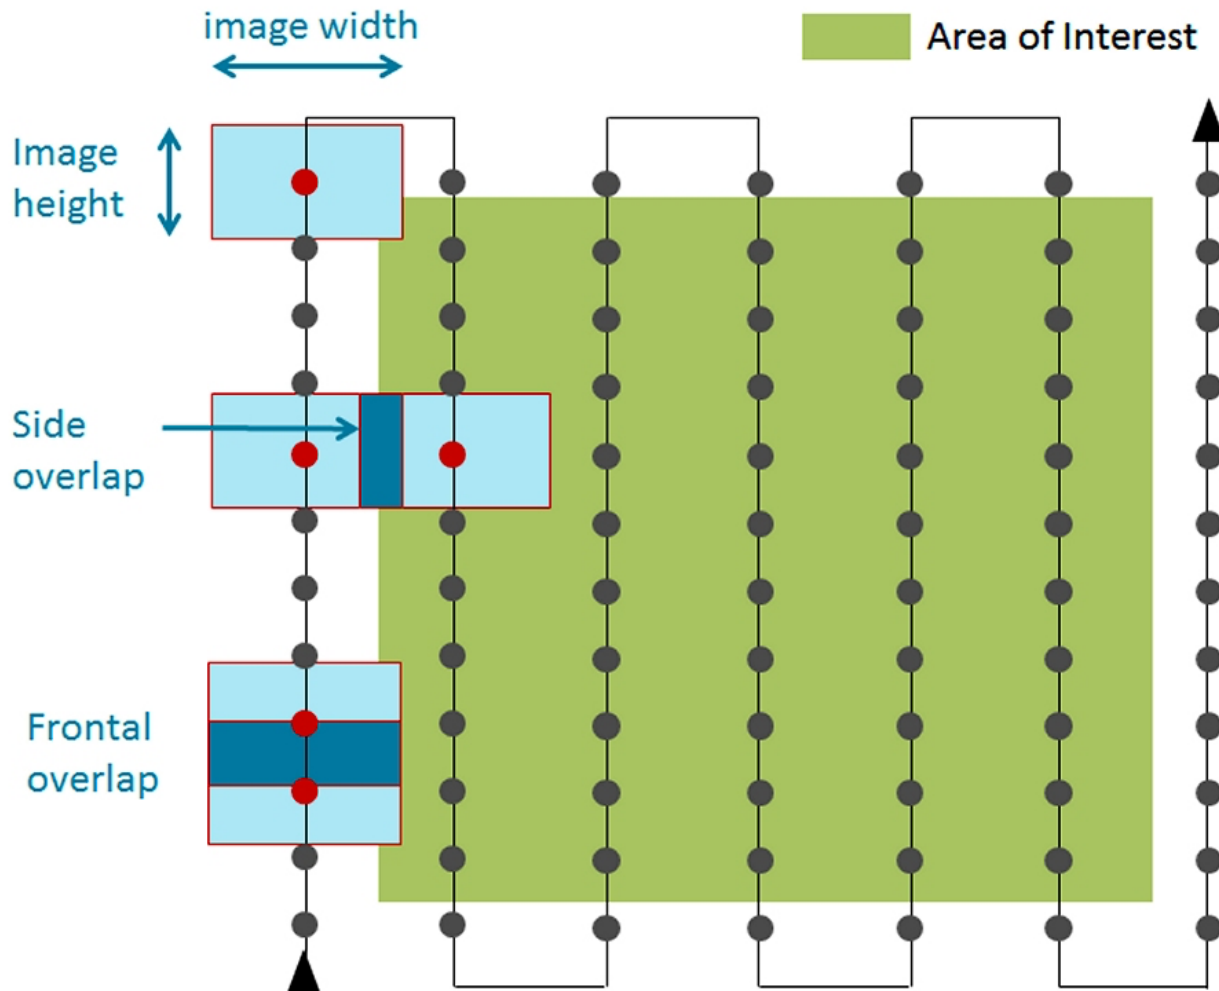 image width
Area of Interest
Image
height
Side
overlap
Frontal
overlap